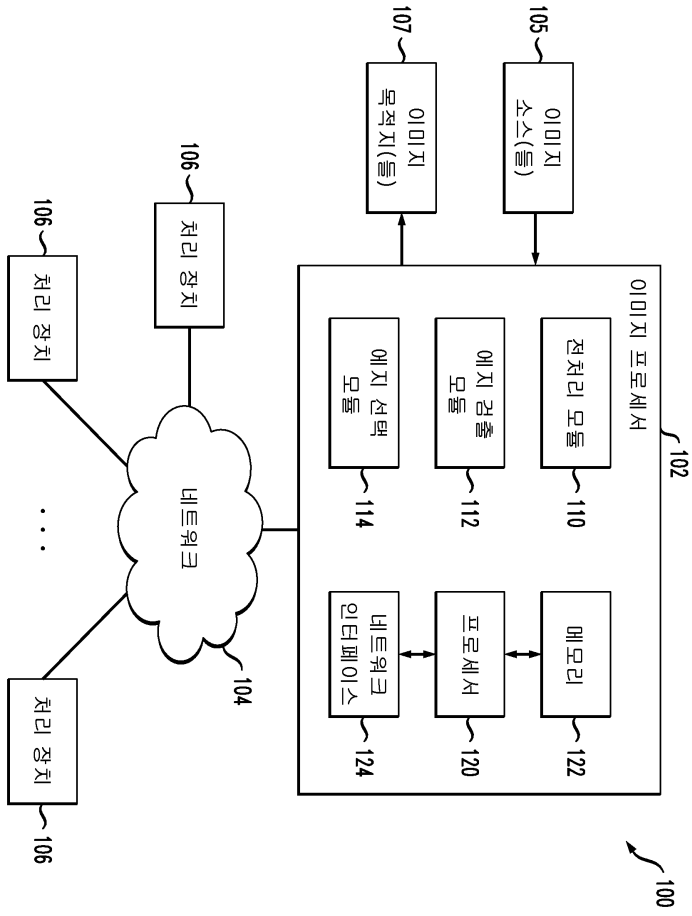 100
102
이미지 프로세서
105
이미지
소스(들)
107
이미지
목적지(들)
전처리 모듈
110
에지 검출
모듈
112
에지 선택
모듈
114
메모리
122
프로세서
120
네트워크
인터페이스
124
네트워크
104
106
처리 장치
106
처리 장치
...
처리 장치
106